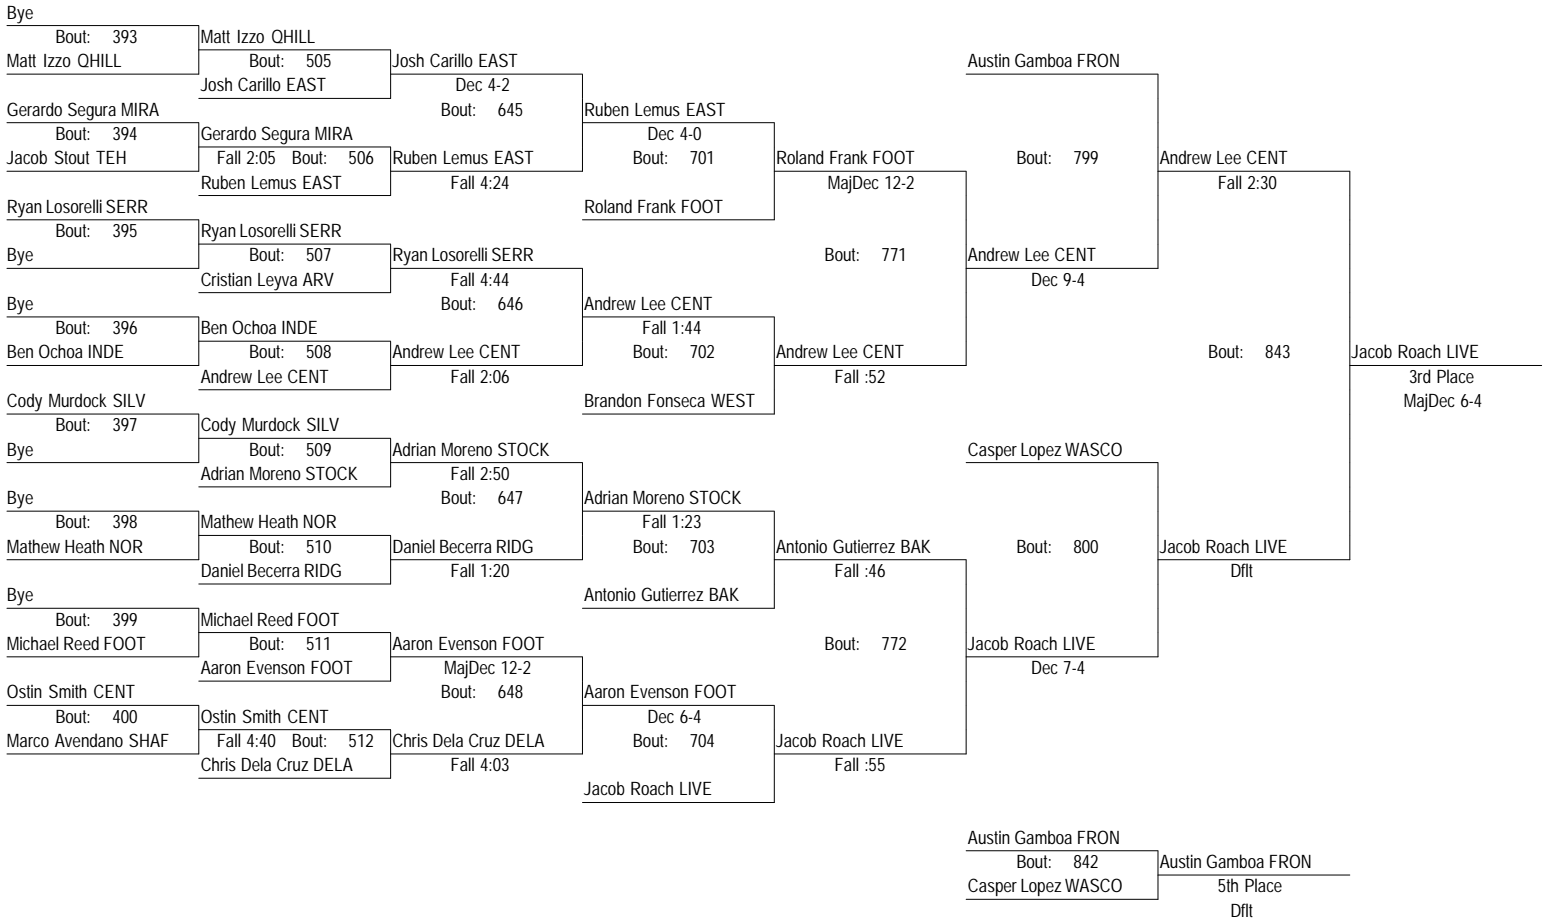 Bye
Bout: 393 Matt Izzo QHILL
Matt Izzo QHILL Bout: 505 Josh Carillo EAST Austin Gamboa FRON
Josh Carillo EAST Dec 4-2
Gerardo Segura MIRA Bout: 645 Ruben Lemus EAST
Bout: 394 Gerardo Segura MIRA Dec 4-0
Jacob Stout TEH Fall 2:05 Bout: 506 Ruben Lemus EAST Bout: 701 Roland Frank FOOT Bout: 799 Andrew Lee CENT
Ruben Lemus EAST Fall 4:24 MajDec 12-2 Fall 2:30
Ryan Losorelli SERR Roland Frank FOOT
Bout: 395 Ryan Losorelli SERR
Bye Bout: 507 Ryan Losorelli SERR Bout: 771 Andrew Lee CENT
Cristian Leyva ARV Fall 4:44 Dec 9-4
Bye Bout: 646 Andrew Lee CENT
Bout: 396 Ben Ochoa INDE Fall 1:44
Ben Ochoa INDE Bout: 508 Andrew Lee CENT Bout: 702 Andrew Lee CENT Bout: 843 Jacob Roach LIVE
Andrew Lee CENT Fall 2:06 Fall :52 3rd Place
Cody Murdock SILV Brandon Fonseca WEST MajDec 6-4
Bout: 397 Cody Murdock SILV
Bye Bout: 509 Adrian Moreno STOCK Casper Lopez WASCO
Adrian Moreno STOCK Fall 2:50
Bye Bout: 647 Adrian Moreno STOCK
Bout: 398 Mathew Heath NOR Fall 1:23
Mathew Heath NOR Bout: 510 Daniel Becerra RIDG Bout: 703 Antonio Gutierrez BAK Bout: 800 Jacob Roach LIVE
Daniel Becerra RIDG Fall 1:20 Fall :46 Dflt
Bye Antonio Gutierrez BAK
Bout: 399 Michael Reed FOOT
Michael Reed FOOT Bout: 511 Aaron Evenson FOOT Bout: 772 Jacob Roach LIVE
Aaron Evenson FOOT MajDec 12-2 Dec 7-4
Ostin Smith CENT Bout: 648 Aaron Evenson FOOT
Bout: 400 Ostin Smith CENT Dec 6-4
Marco Avendano SHAF Fall 4:40 Bout: 512 Chris Dela Cruz DELA Bout: 704 Jacob Roach LIVE
Chris Dela Cruz DELA Fall 4:03 Fall :55
Jacob Roach LIVE
Austin Gamboa FRON
Bout: 842 Austin Gamboa FRON
Casper Lopez WASCO 5th Place
Dflt